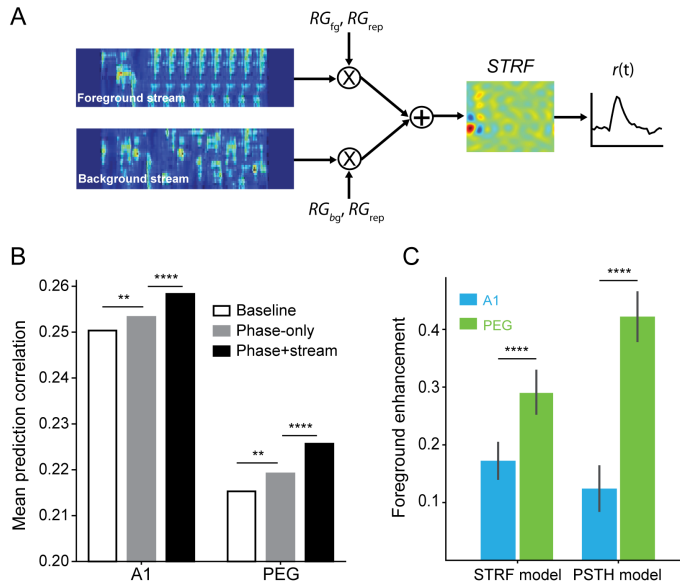 A
RGfg, RGrep
Foreground stream
Background stream
X
X
+
STRF
r(t)
RGbg, RGrep
B
Mean prediction correlation
0.26
0.25
0.24
0.23
0.22
0.21
0.20
**
****
**
****
Baseline
Phase-only
Phase+stream
A1
PEG
C
Foreground enhancement
0.4
0.3
0.2
0.1
A1
PEG
****
****
STRF model
PSTH model